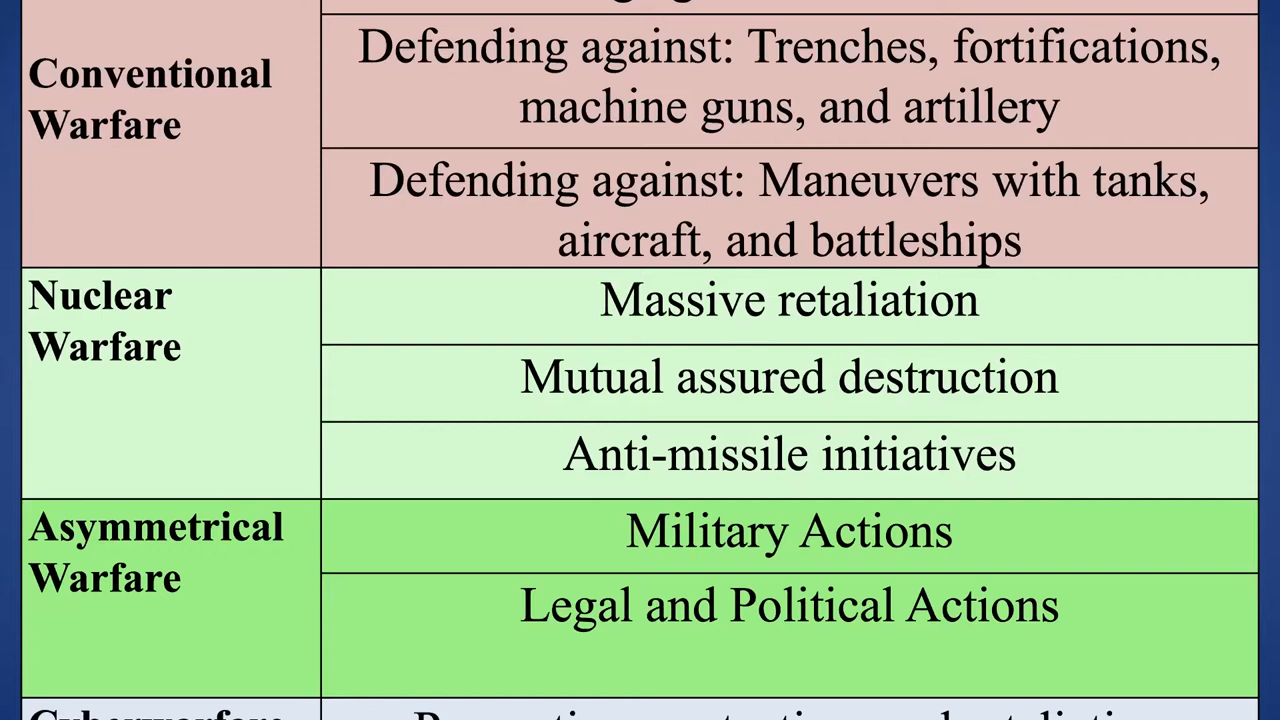 Conventional
Warfare
Defending against: Trenches, fortifications,
machine guns, and artillery
Defending against: Maneuvers with tanks,
aircraft, and battleships
Nuclear
Warfare
Massive retaliation
Mutual assured destruction
Anti-missile initiatives
Asymmetrical
Warfare
Military Actions
Legal and Political Actions
Cyberwarfare